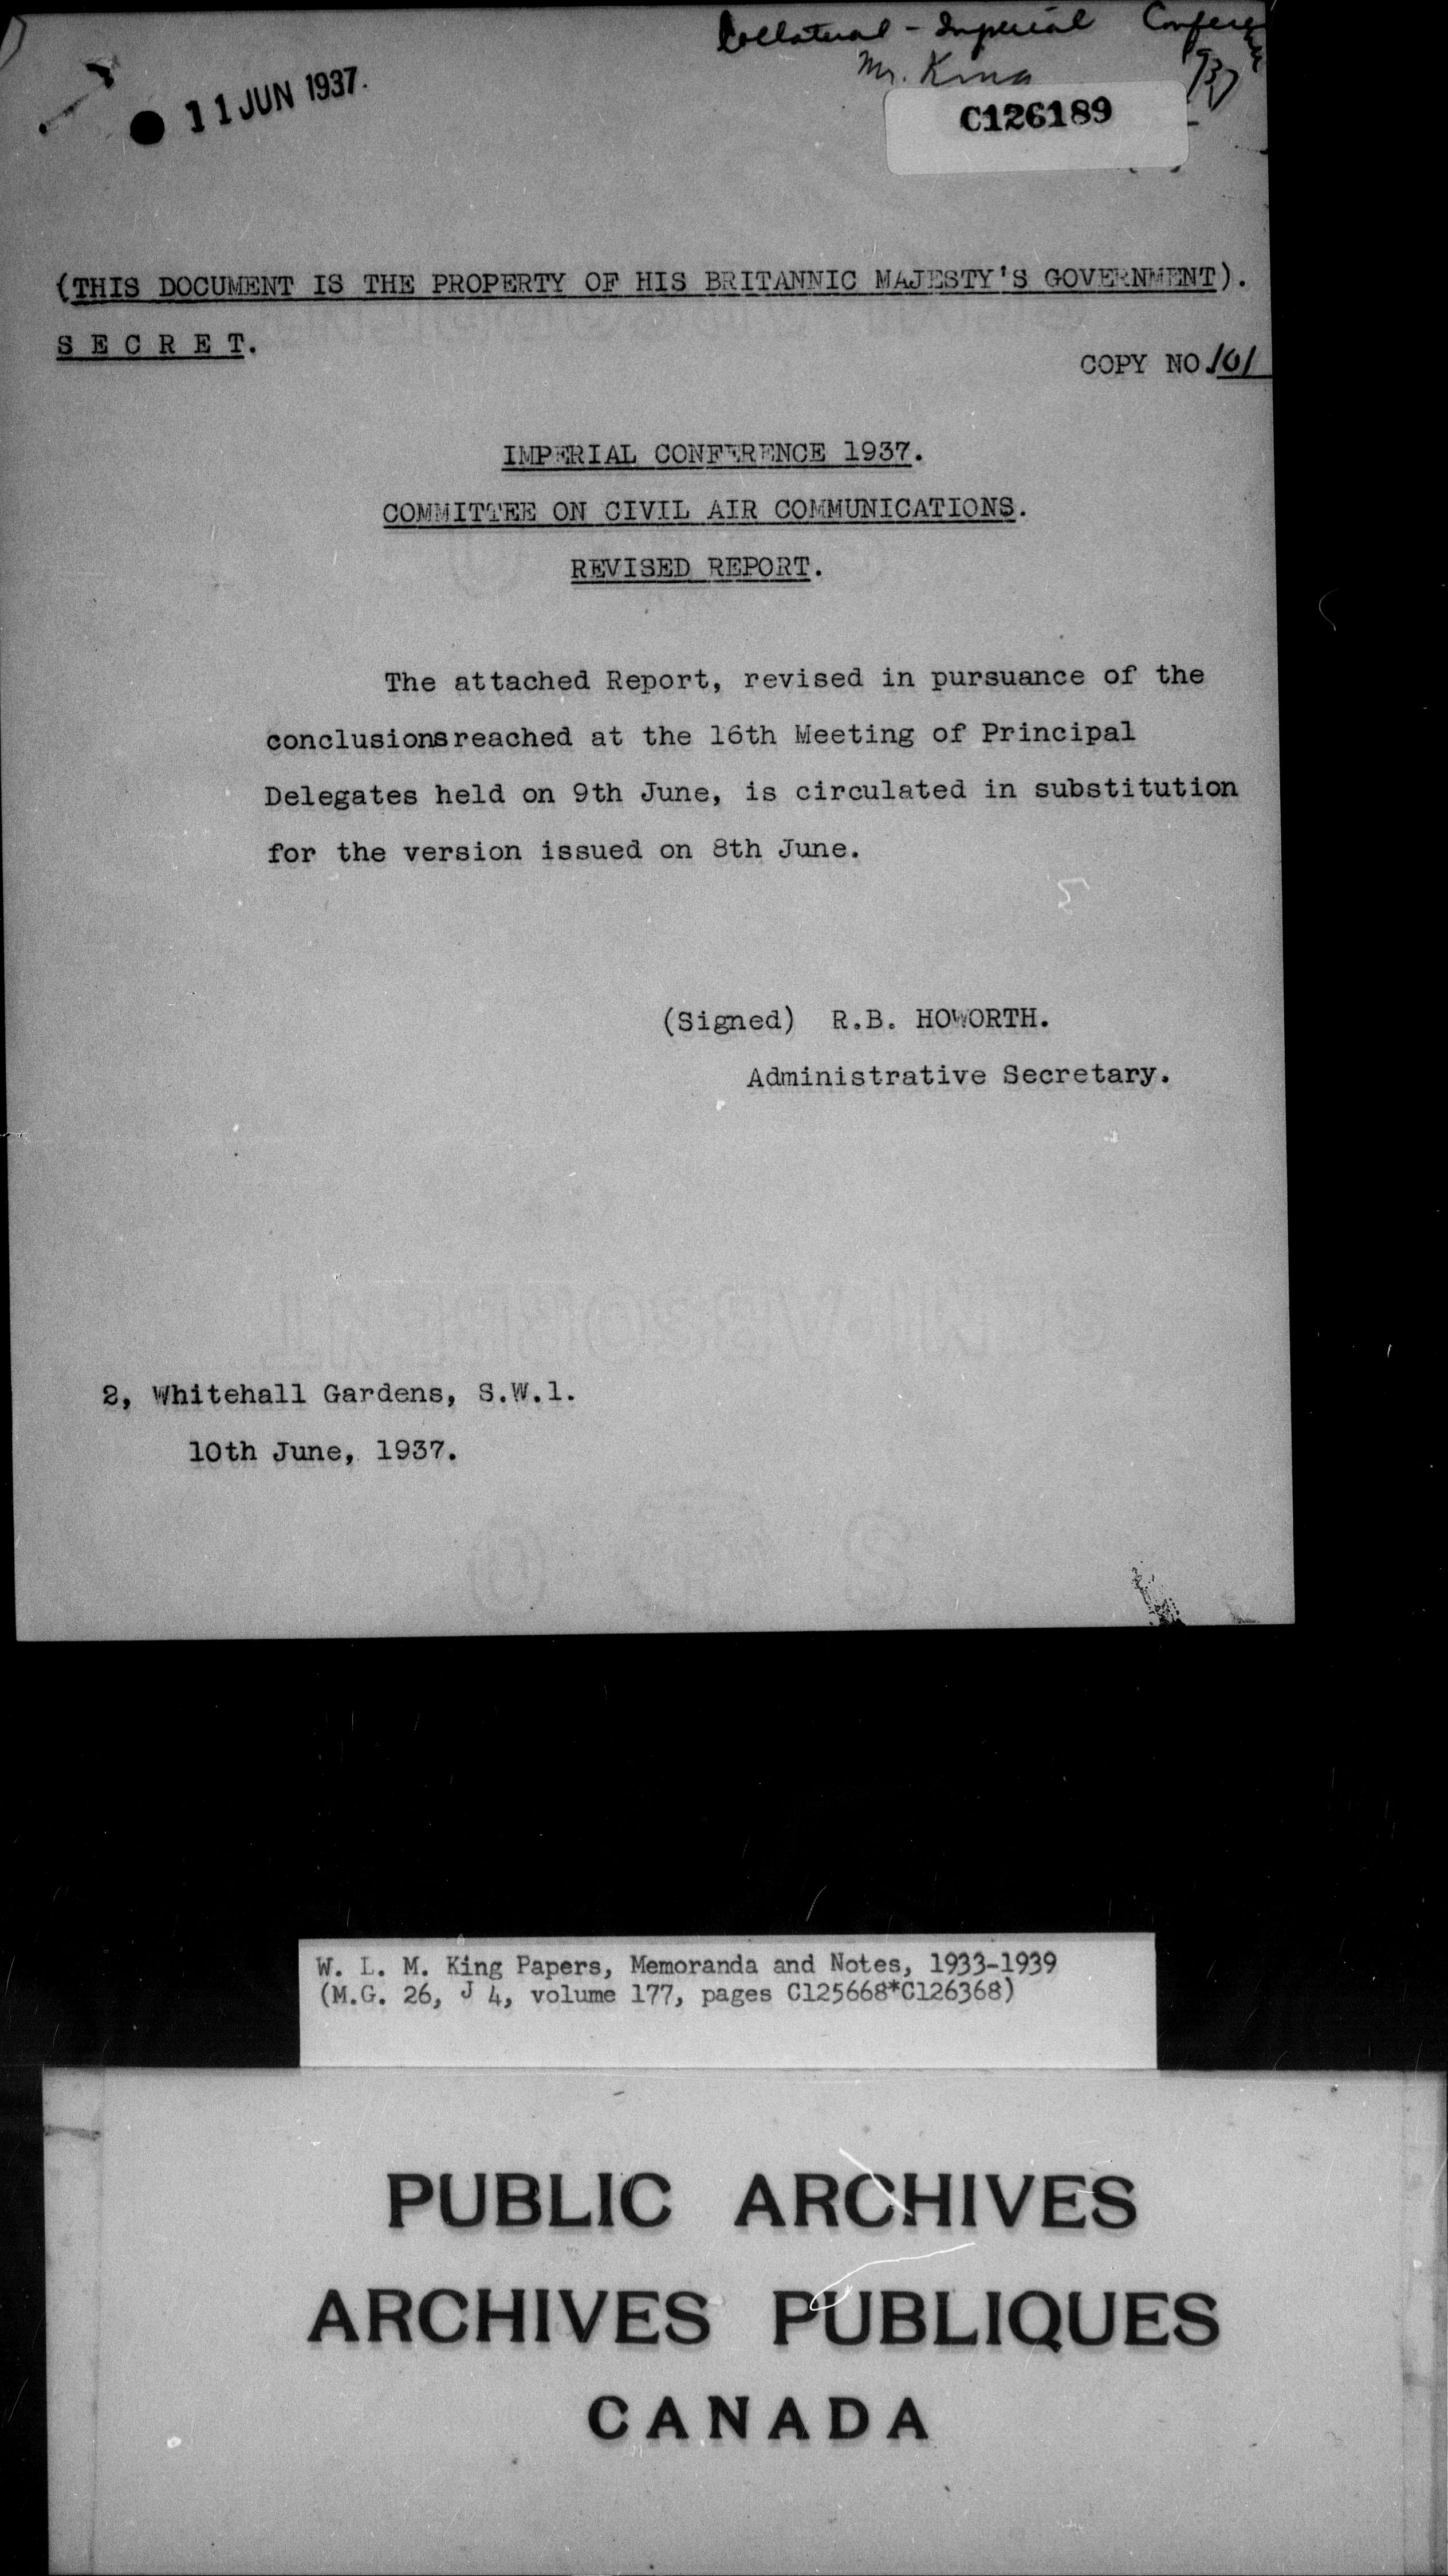 Collateral - Imperial
Mr. King
11 JUN 1937.
C126189
(THIS DOCUMENT IS THE PROPERTY OF HIS BRITANNIC MAJESTY'S GOVERNMENT).
S E C R E T.
COPY NO. 101
IMPERIAL CONFERENCE 1937.
COMMITTEE ON CIVIL AIR COMMUNICATIONS.
REVISED REPORT.
The attached Report, revised in pursuance of the
conclusions reached at the 16th Meeting of Principal
Delegates held on 9th June, is circulated in substitution
for the version issued on 8th June.
(Signed) R.B. HOWORTH.
Administrative Secretary.
2, Whitehall Gardens, S.W.1.
10th June, 1937.
W. L. M. King Papers, Memoranda and Notes, 1933-1939
(M.G. 26, J 4, volume 177, pages C125668*C126368)
PUBLIC ARCHIVES
ARCHIVES PUBLIQUES
CANADA